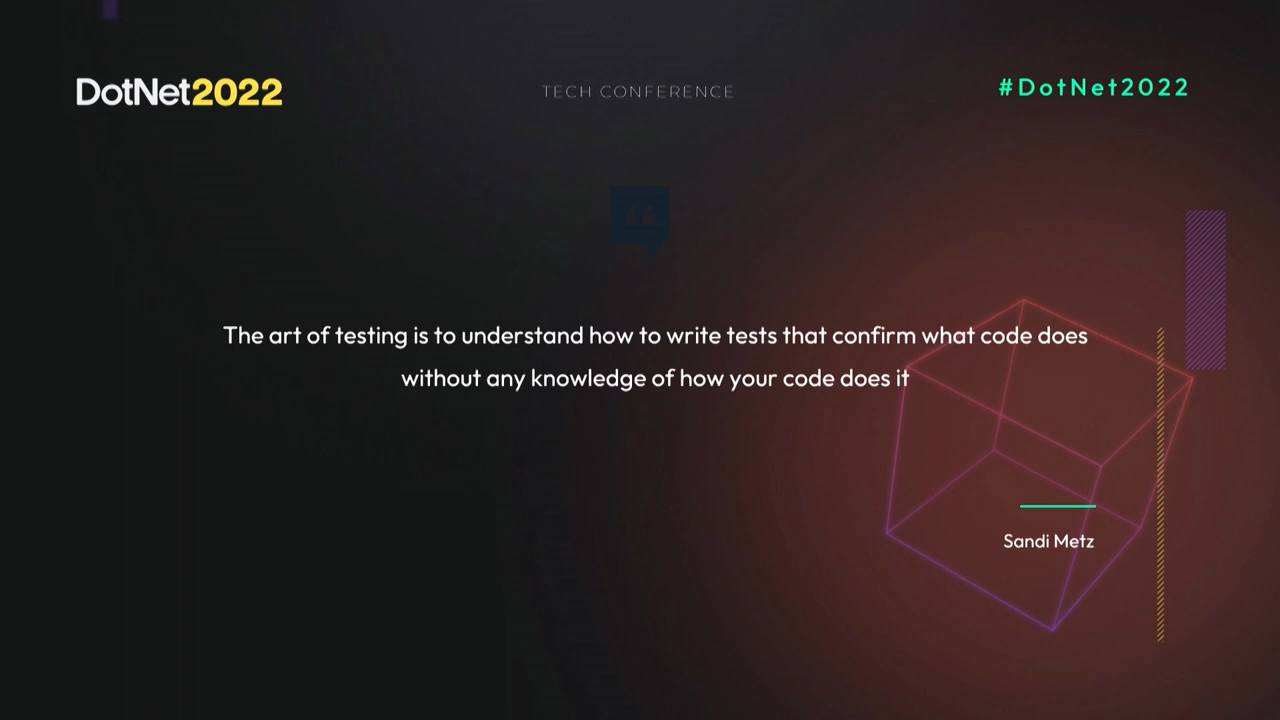 DotNet2022
TECH CONFERENCE
#DotNet2022
“
The art of testing is to understand how to write tests that confirm what code does
without any knowledge of how your code does it
Sandi Metz